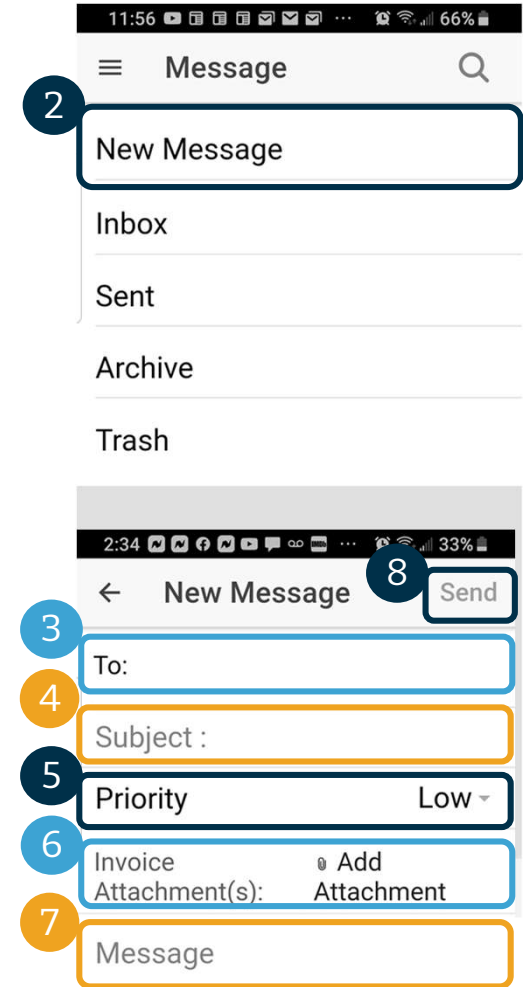 11:56 ... 66%
Message
2
New Message
Inbox
Sent
Archive
Trash
2:34 ... 33%
8
New Message Send
3
To:
4
Subject :
5
Priority Low
6
Invoice Add
Attachment(s): Attachment
7
Message